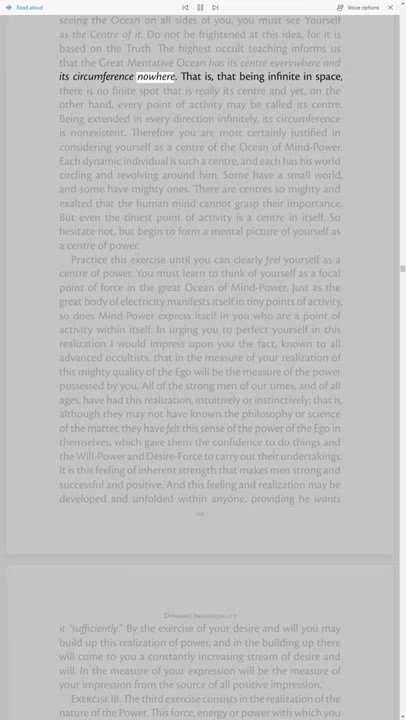 Read aloud
Voice options
seeing the Ocean on all sides of you, you must see Yourself
as the Centre of it. Do not be frightened at this idea, for it is
based on the Truth. The highest occult teaching informs us
that the Great Mentative Ocean has its centre everywhere and
its circumference nowhere. That is, that being infinite in space,
there is no finite spot that is really its centre and yet, on the
other hand, every point of activity may be called its centre.
Being extended in every direction infinitely, its circumference
is nonexistent. Therefore you are most certainly justified in
considering yourself as a centre of the Ocean of Mind-Power.
Each dynamic individual is such a centre, and each has his world
circling and revolving around him. Some have a small world,
and some have mighty ones. There are centres so mighty and
exalted that the human mind cannot grasp their importance.
But even the tiniest point of activity is a centre in itself. So
hesitate not, but begin to form a mental picture of yourself as
a centre of power.
Practice this exercise until you can clearly feel yourself as a
centre of power. You must learn to think of yourself as a focal
point of force in the great Ocean of Mind-Power. Just as the
great body of electricity manifests itself in tiny points of activity,
so does Mind-Power express itself in you who are a point of
activity within itself. In urging you to perfect yourself in this
realization I would impress upon you the fact, known to all
advanced occultists, that in the measure of your realization of
this mighty quality of the Ego will be the measure of the power
possessed by you. All of the strong men of our times, and of all
ages, have had this realization, intuitively or instinctively; that is,
although they may not have known the philosophy or science
of the matter, they have felt this sense of the power of the Ego in
themselves, which gave them the confidence to do things and
the Will-Power and Desire-Force to carry out their undertakings.
It is this feeling of inherent strength that makes men strong and
successful and positive. And this feeling and realization may be
developed and unfolded within anyone, providing he wants
Dynamic Individuality
it "sufficiently." By the exercise of your desire and will you may
build up this realization of power, and in the building up there
will come to you a constantly increasing stream of desire and
will. In the measure of your expression will be the measure of
your impression from the source of all positive impression.
Exercise III. The third exercise consists in the realization of the
nature of the Power. This force, energy or power with which you